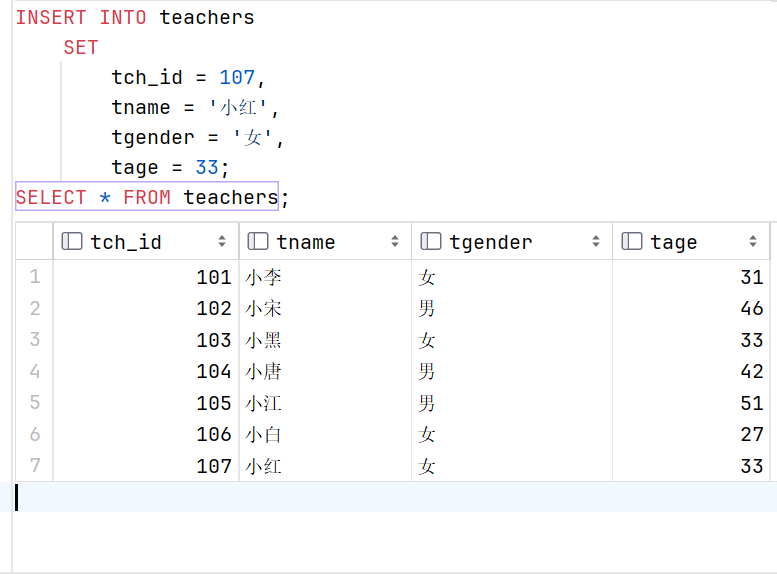 INSERT INTO teachers
SET
tch_id = 107,
tname = '小红',
tgender = '女',
tage = 33;
SELECT * FROM teachers;
tch_id tname tgender tage
1 101 小李 女 31
2 102 小宋 男 46
3 103 小黑 女 33
4 104 小唐 男 42
5 105 小江 男 51
6 106 小白 女 27
7 107 小红 女 33